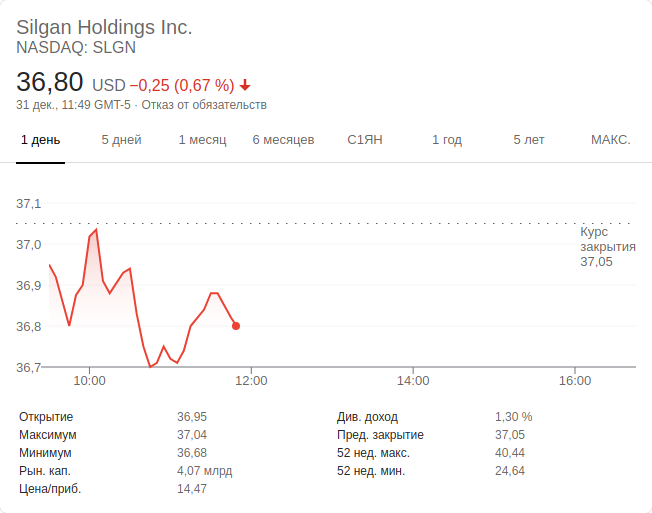 Silgan Holdings Inc.
NASDAQ: SLGN
36,80 USD −0,25 (0,67 %)
31 дек., 11:49 GMT-5 · Отказ от обязательств
1 день 5 дней 1 месяц 6 месяцев С1ЯН 1 год 5 лет МАКС.
37,1
Курс
закрытия
37,05
37,0
36,9
36,8
36,7
10:00 12:00 14:00 16:00
Открытие 36,95 Див. доход 1,30 %
Максимум 37,04 Пред. закрытие 37,05
Минимум 36,68 52 нед. макс. 40,44
Рын. кап. 4,07 млрд 52 нед. мин. 24,64
Цена/приб. 14,47